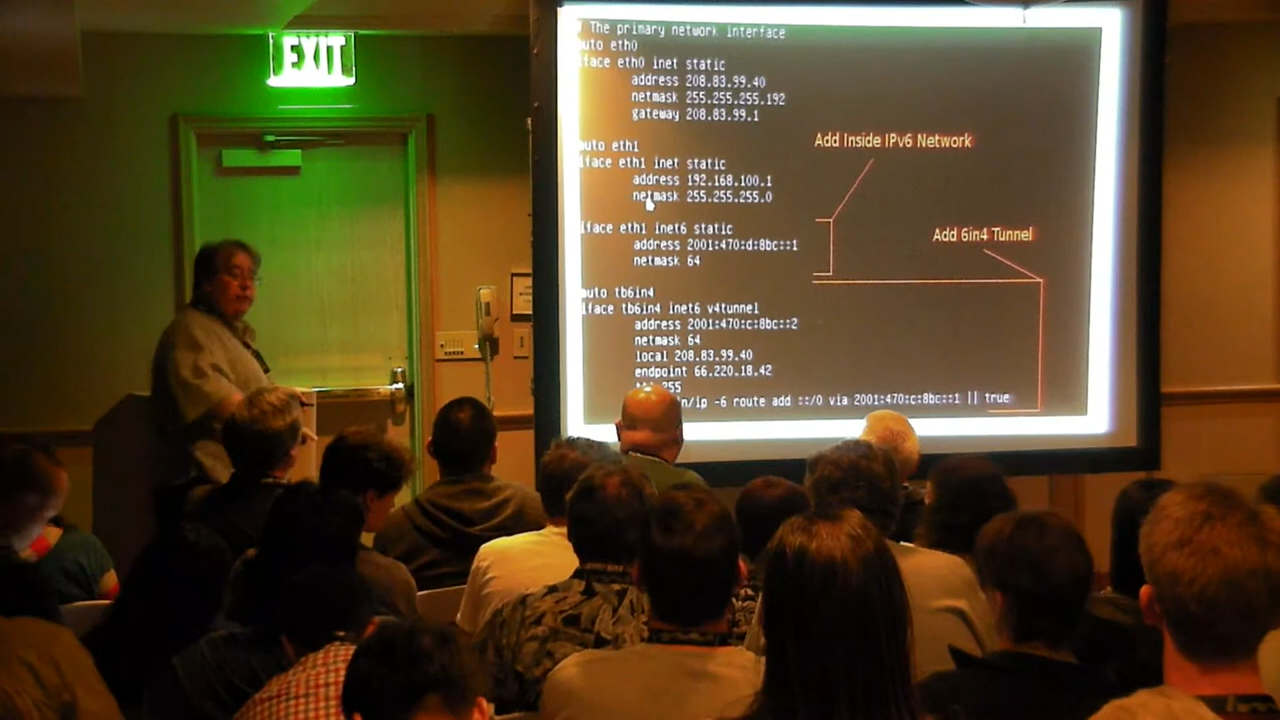 EXIT
The primary network interface
auto eth0
iface eth0 inet static
address 208.83.99.40
netmask 255.255.255.192
gateway 208.83.99.1
auto eth1
iface eth1 inet static
address 192.168.100.1
netmask 255.255.255.0
iface eth1 inet6 static
address 2001:470:d:8bc::1
netmask 64
auto tb6in4
iface tb6in4 inet6 v4tunnel
address 2001:470:c:8bc::2
netmask 64
local 208.83.99.40
endpoint 66.220.18.42
ttl 255
in/ip -6 route add ::/0 via 2001:470:c:8bc::1 || true
Add Inside IPv6 Network
Add 6in4 Tunnel